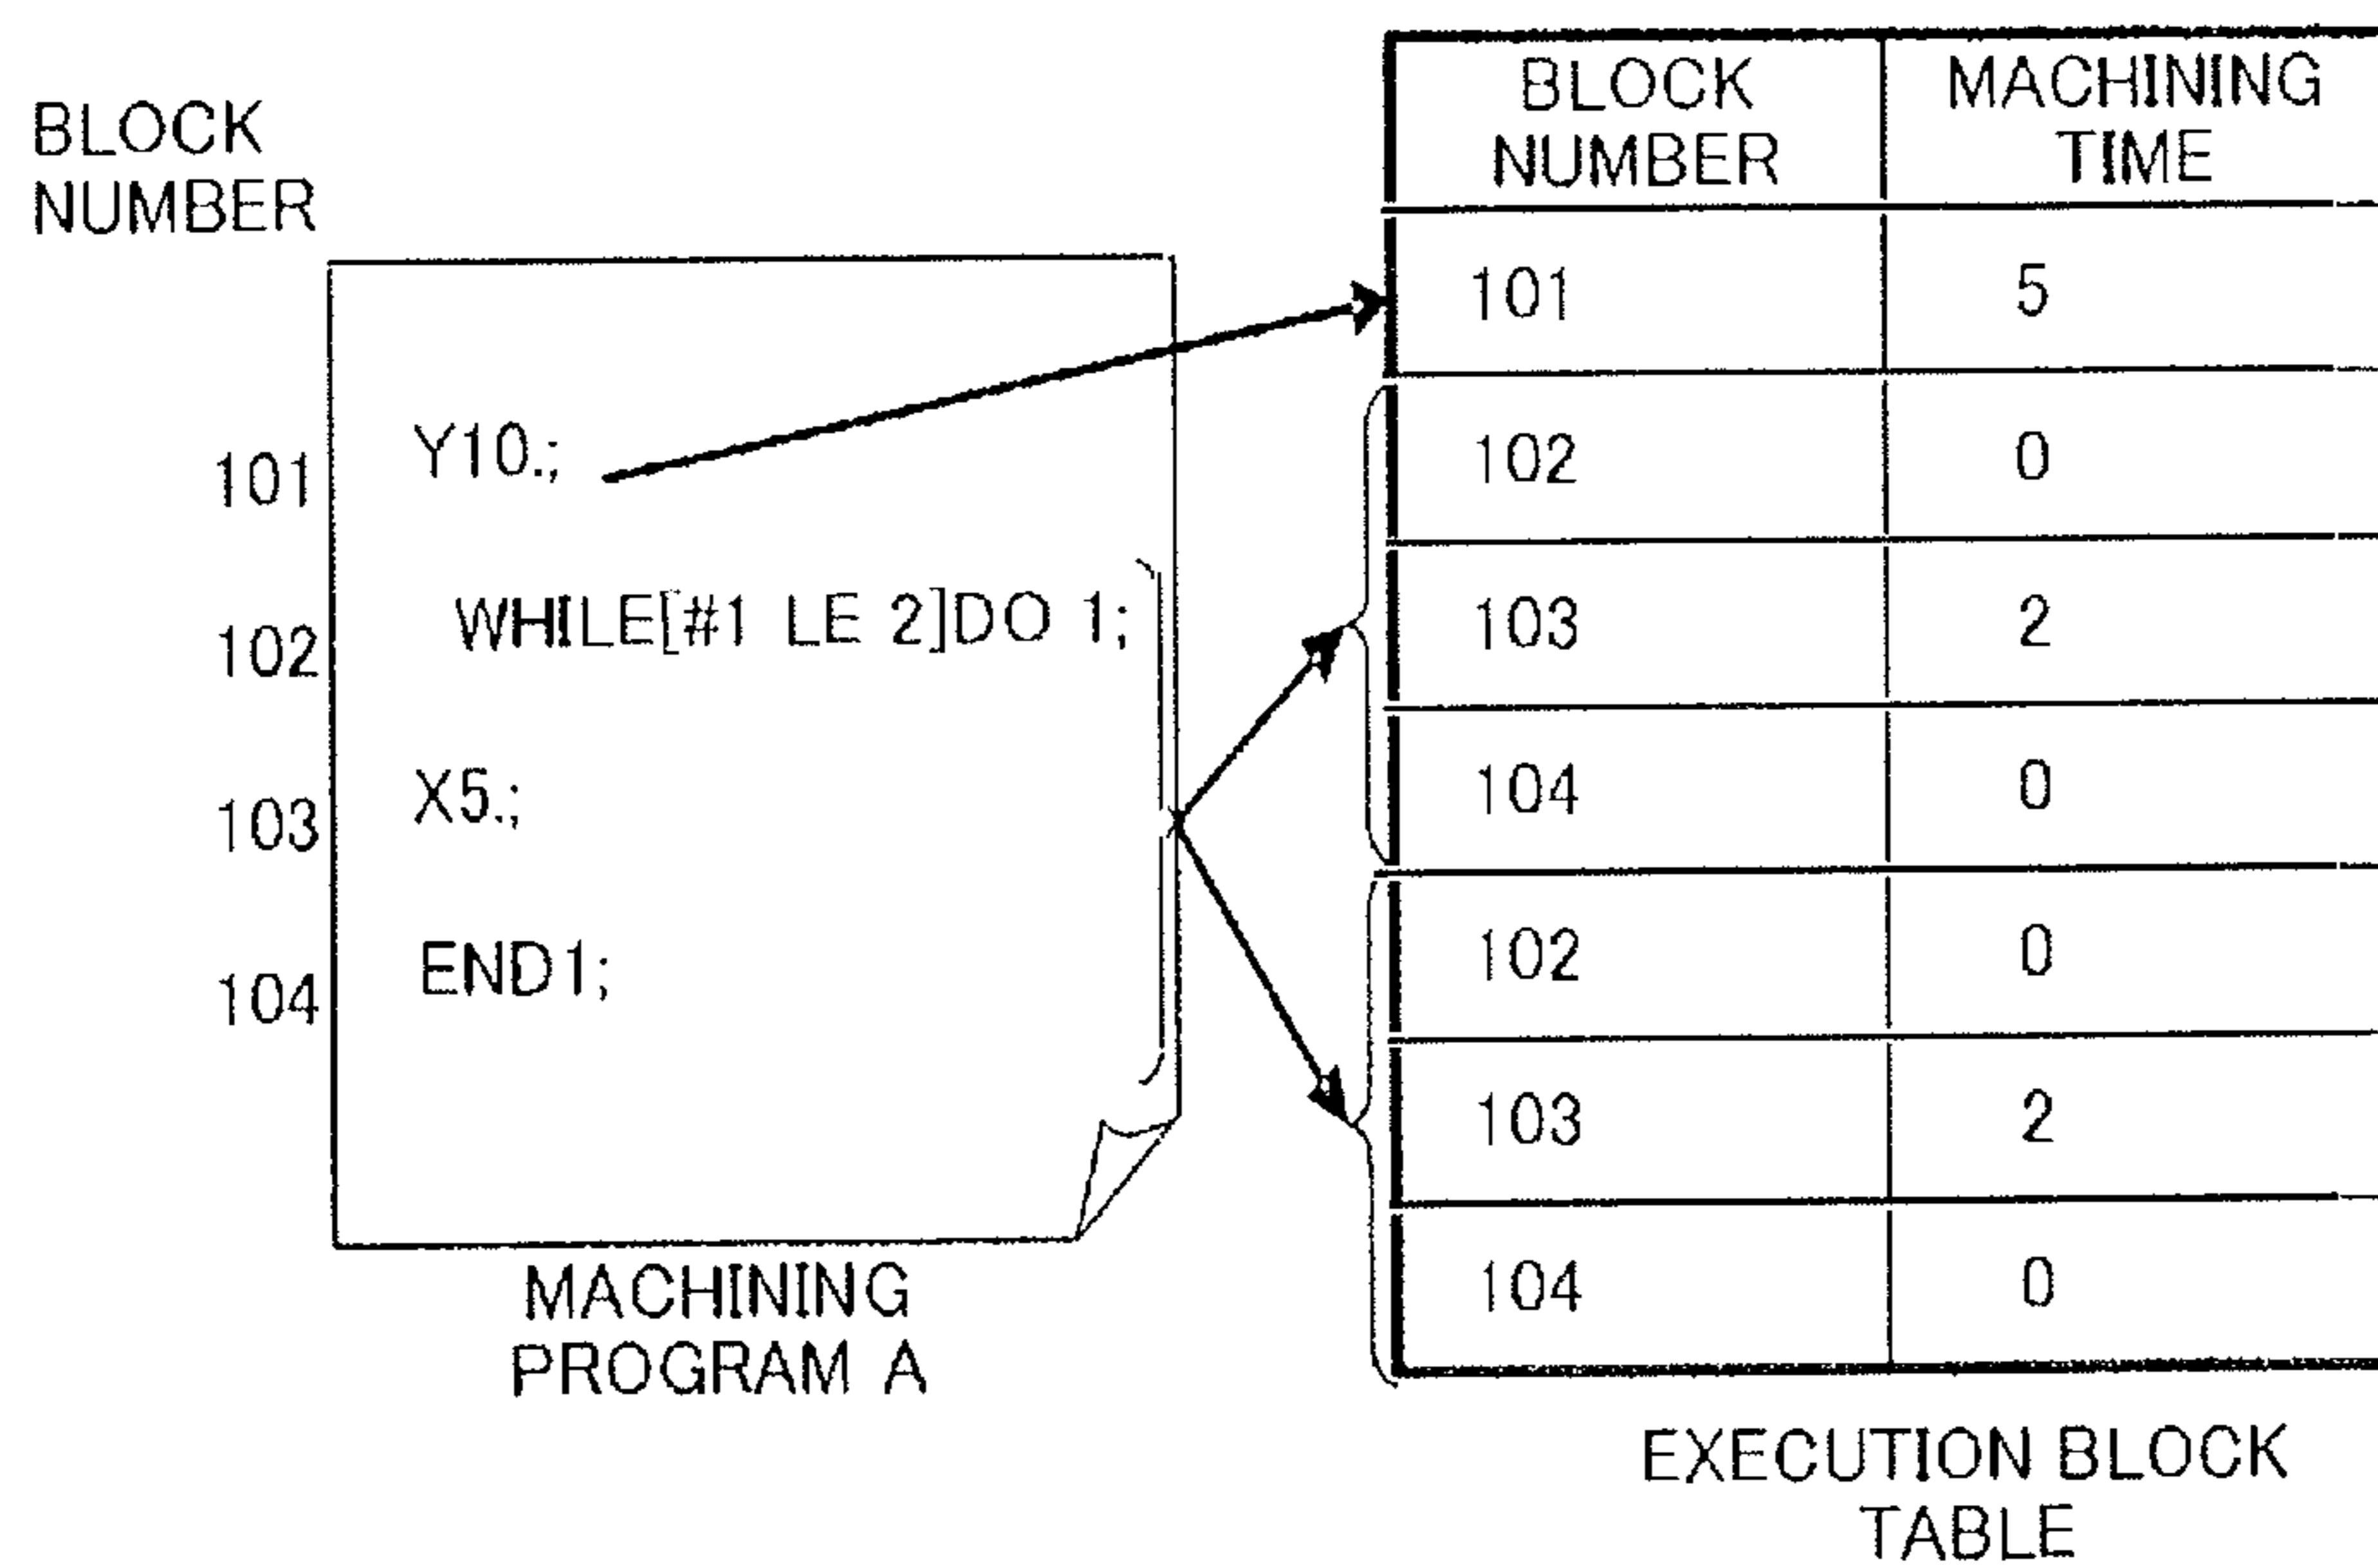 BLOCK
NUMBER
101 Y10.;
102 WHILE[#1 LE 2]DO 1;
103 X5.;
104 END1;
MACHINING
PROGRAM A
BLOCK NUMBER MACHINING TIME
101 5
102 0
103 2
104 0
102 0
103 2
104 0
EXECUTION BLOCK
TABLE